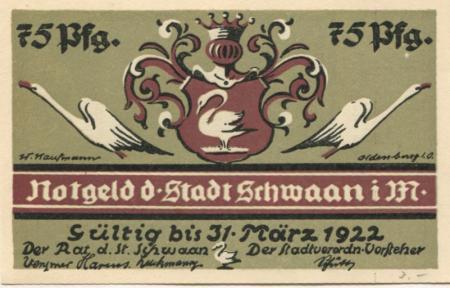 75 Pfg. 75 Pfg.
W. Kaufmann Oldenburg i.O.
Notgeld d. Stadt Schwaan i M.
Gültig bis 31. März 1922
Der Rat d. St. Schwaan Der Stadtverordn. Vorsteher